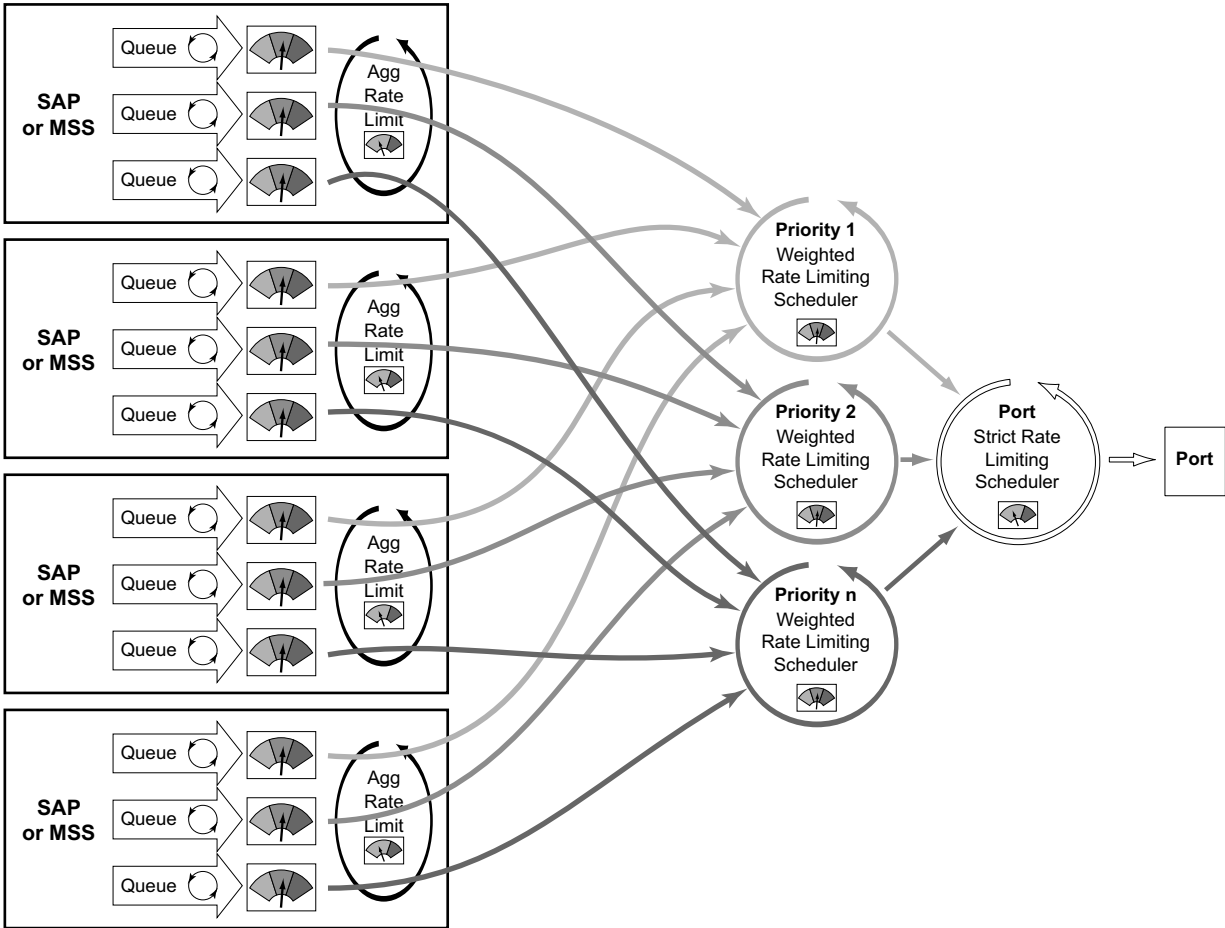 SAP
or MSS
Queue
Queue
Queue
Agg
Rate
Limit
SAP
or MSS
Queue
Queue
Queue
Agg
Rate
Limit
SAP
or MSS
Queue
Queue
Queue
Agg
Rate
Limit
SAP
or MSS
Queue
Queue
Queue
Agg
Rate
Limit
Priority 1
Weighted
Rate Limiting
Scheduler
Priority 2
Weighted
Rate Limiting
Scheduler
Priority n
Weighted
Rate Limiting
Scheduler
Port
Strict Rate
Limiting
Scheduler
Port